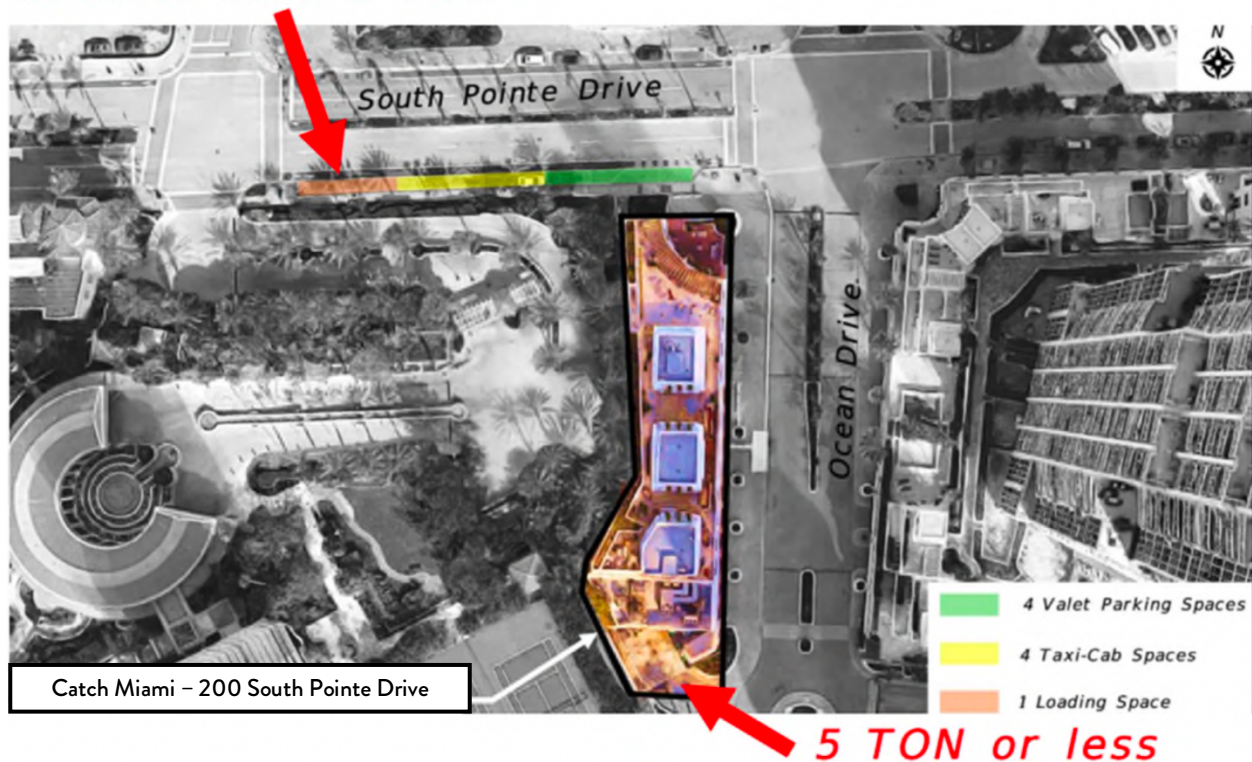 N
South Pointe Drive
Ocean Drive
4 Valet Parking Spaces
4 Taxi-Cab Spaces
1 Loading Space
Catch Miami – 200 South Pointe Drive
5 TON or less